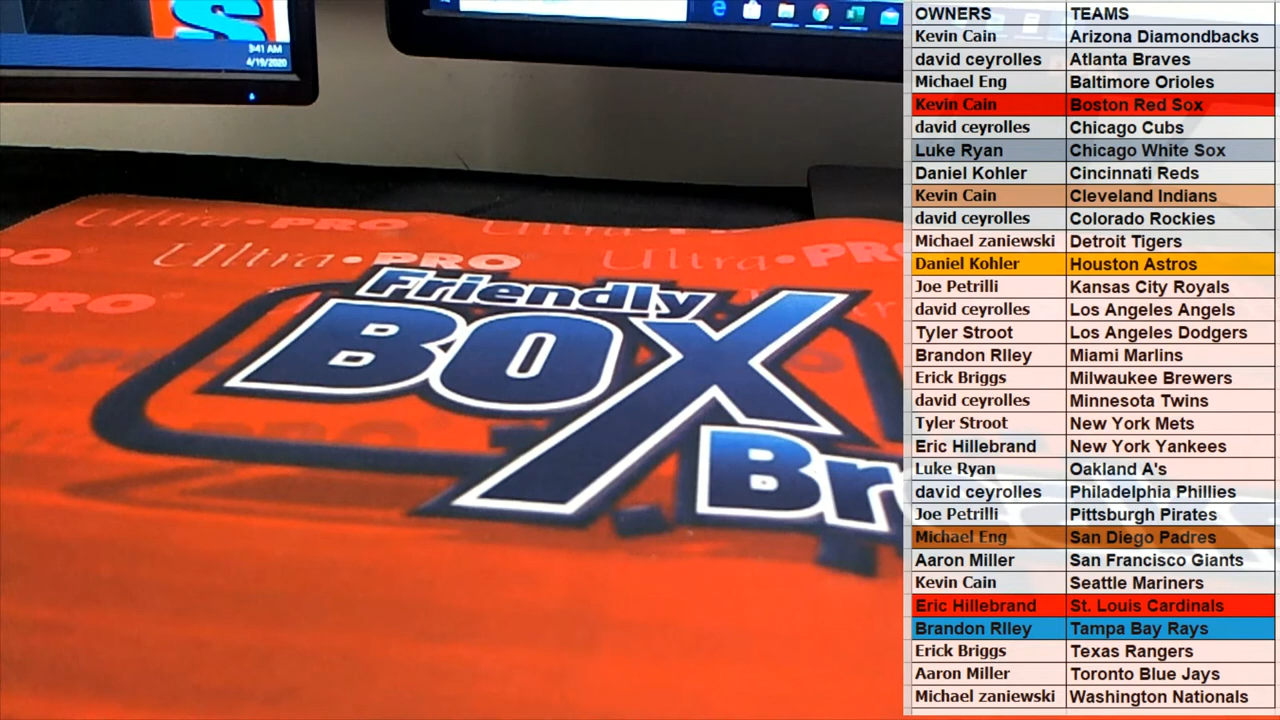 S
9:41 AM
4/19/2020
Ultra PRO
Ultra
PRO
Ultra PRO
Ultra PRO
PRO
Friendly
BOX
Br
OWNERS TEAMS
Kevin Cain Arizona Diamondbacks
david ceyrolles Atlanta Braves
Michael Eng Baltimore Orioles
Kevin Cain Boston Red Sox
david ceyrolles Chicago Cubs
Luke Ryan Chicago White Sox
Daniel Kohler Cincinnati Reds
Kevin Cain Cleveland Indians
david ceyrolles Colorado Rockies
Michael zaniewski Detroit Tigers
Daniel Kohler Houston Astros
Joe Petrilli Kansas City Royals
david ceyrolles Los Angeles Angels
Tyler Stroot Los Angeles Dodgers
Brandon RIley Miami Marlins
Erick Briggs Milwaukee Brewers
david ceyrolles Minnesota Twins
Tyler Stroot New York Mets
Eric Hillebrand New York Yankees
Luke Ryan Oakland A's
david ceyrolles Philadelphia Phillies
Joe Petrilli Pittsburgh Pirates
Michael Eng San Diego Padres
Aaron Miller San Francisco Giants
Kevin Cain Seattle Mariners
Eric Hillebrand St. Louis Cardinals
Brandon RIley Tampa Bay Rays
Erick Briggs Texas Rangers
Aaron Miller Toronto Blue Jays
Michael zaniewski Washington Nationals